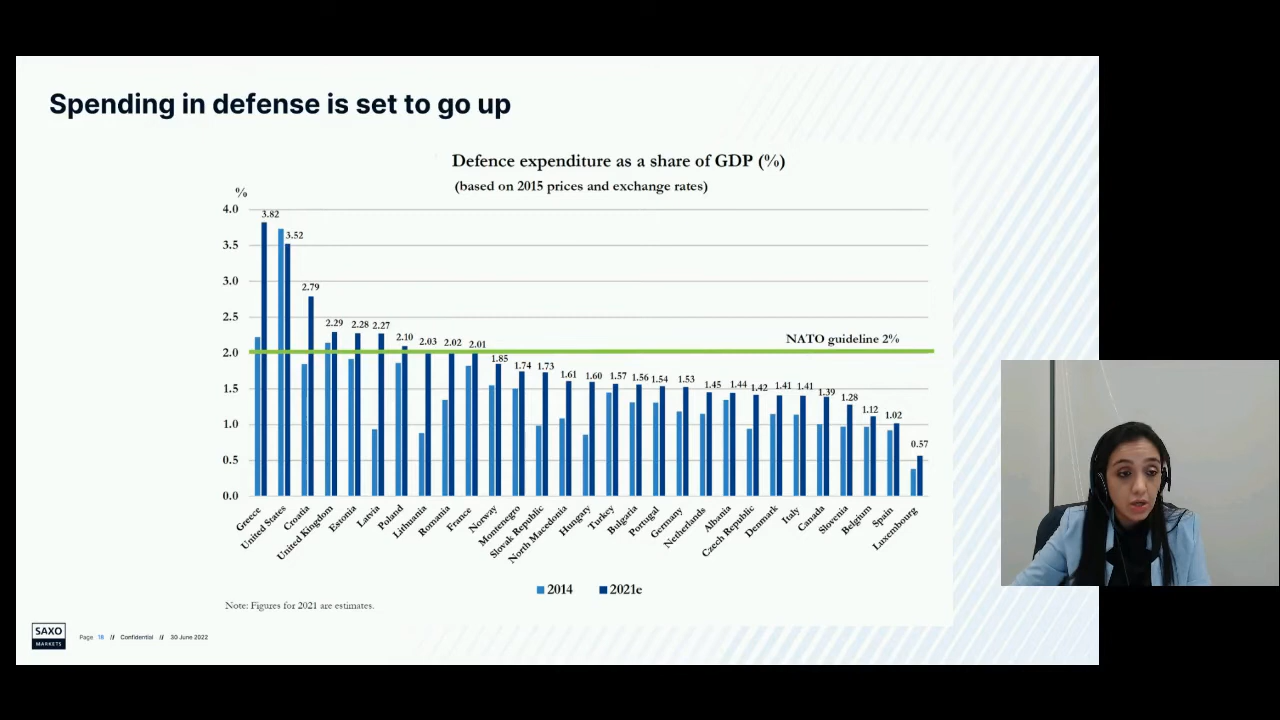 Spending in defense is set to go up
Defence expenditure as a share of GDP (%)
(based on 2015 prices and exchange rates)
%
4.0
3.5
3.0
2.5
2.0
1.5
1.0
0.5
0.0
3.82
3.52
2.79
2.29
2.28
2.27
2.10
2.03
2.02
2.01
1.85
1.74
1.73
1.61
1.60
1.57
1.56
1.54
1.53
1.45
1.44
1.42
1.41
1.41
1.39
1.28
1.12
1.02
0.57
NATO guideline 2%
Greece
United States
Croatia
United Kingdom
Estonia
Latvia
Poland
Lithuania
Romania
France
Norway
Montenegro
Slovak Republic
North Macedonia
Hungary
Turkey
Bulgaria
Portugal
Germany
Netherlands
Albania
Czech Republic
Denmark
Italy
Canada
Slovenia
Belgium
Spain
Luxembourg
2014
2021e
Note: Figures for 2021 are estimates.
SAXO
MARKETS
Page 18 // Confidential // 30 June 2022